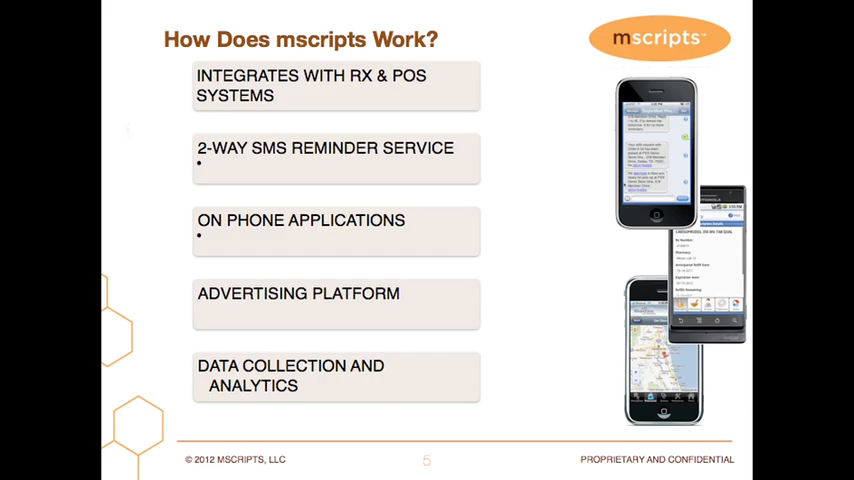 How Does mscripts Work?
mscripts™
INTEGRATES WITH RX & POS
SYSTEMS
2-WAY SMS REMINDER SERVICE
•
ON PHONE APPLICATIONS
•
ADVERTISING PLATFORM
DATA COLLECTION AND
ANALYTICS
© 2012 MSCRIPTS, LLC
5
PROPRIETARY AND CONFIDENTIAL